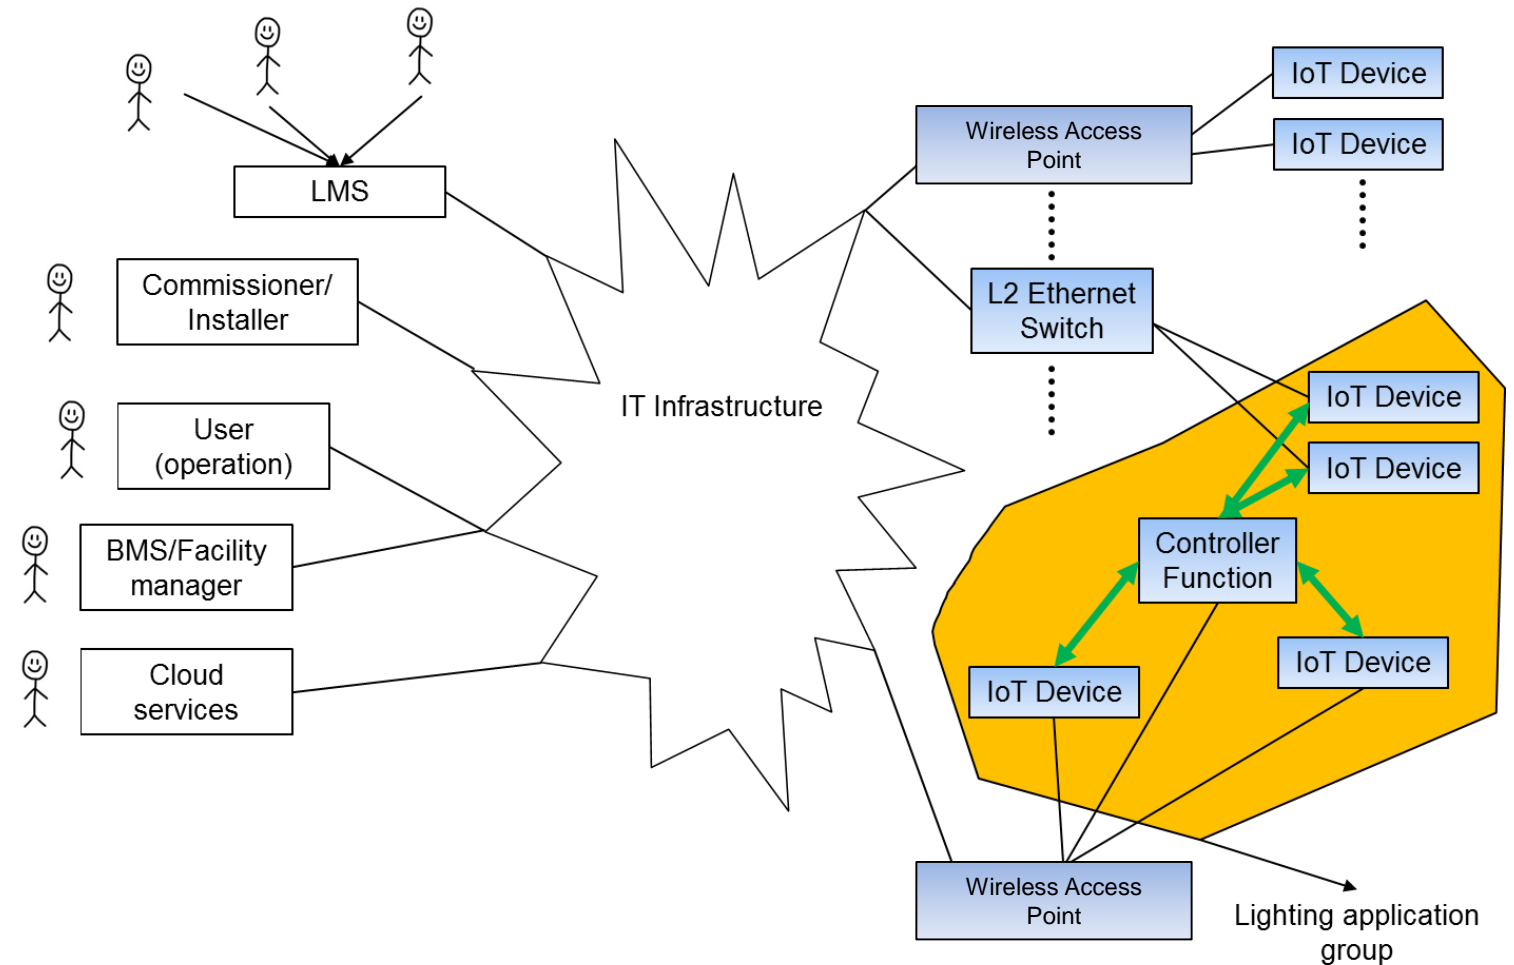 LMS
Commissioner/
Installer
User
(operation)
BMS/Facility
manager
Cloud
services
IT Infrastructure
Wireless Access
Point
IoT Device
IoT Device
L2 Ethernet
Switch
IoT Device
IoT Device
Controller
Function
IoT Device
IoT Device
Wireless Access
Point
Lighting application
group